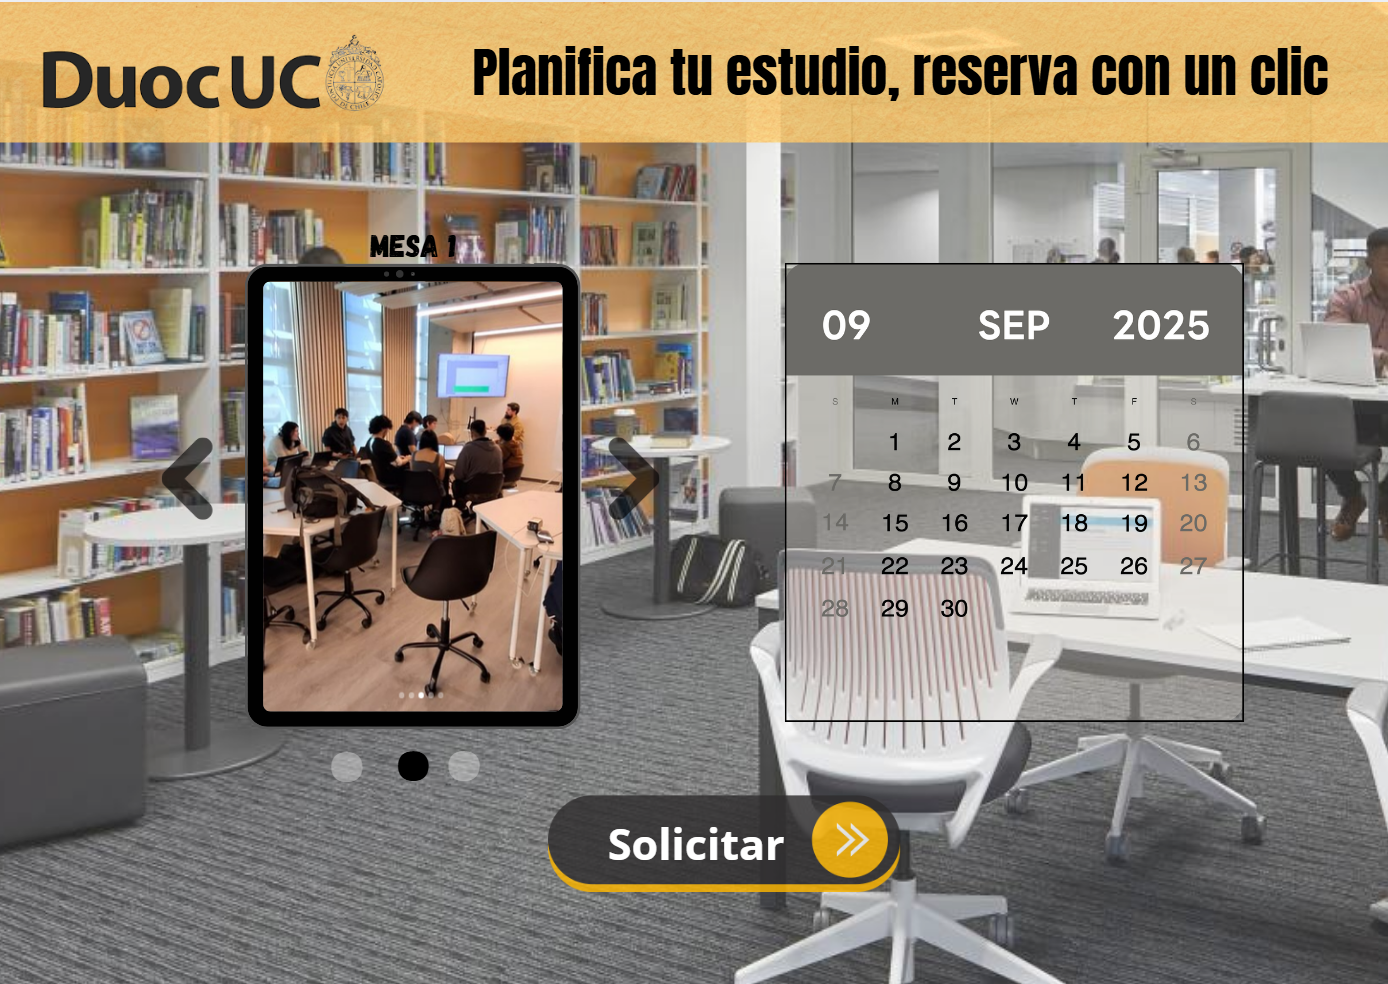 Duoc UC
Planifica tu estudio, reserva con un clic
MESA 1
09 SEP 2025
S M T W T F S
1 2 3 4 5 6
7 8 9 10 11 12 13
14 15 16 17 18 19 20
21 22 23 24 25 26 27
28 29 30
Solicitar